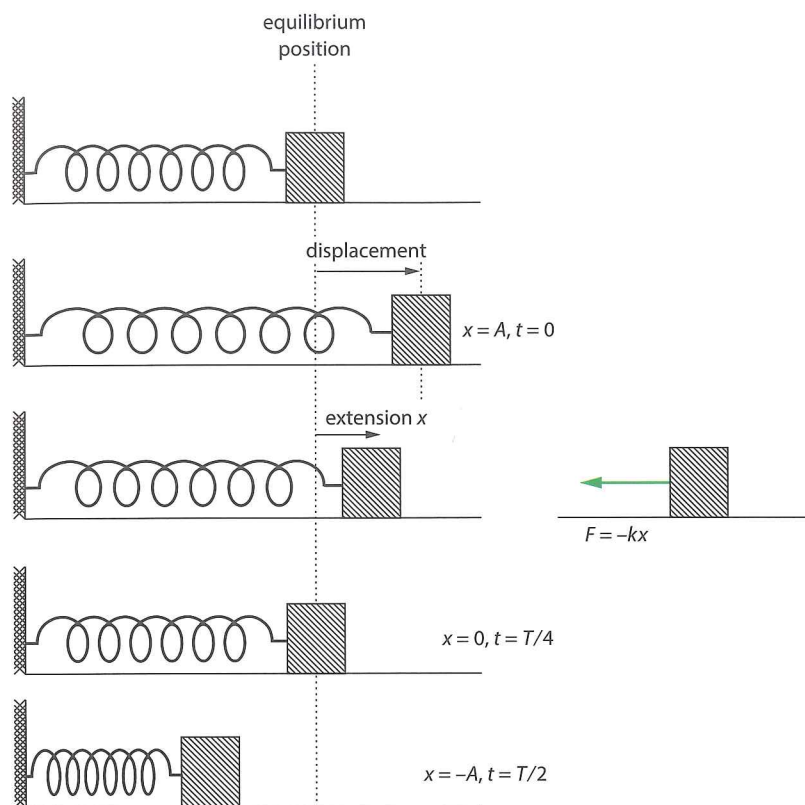 equilibrium
position
displacement
x = A, t = 0
extension x
F = –kx
x = 0, t = T/4
x = –A, t = T/2